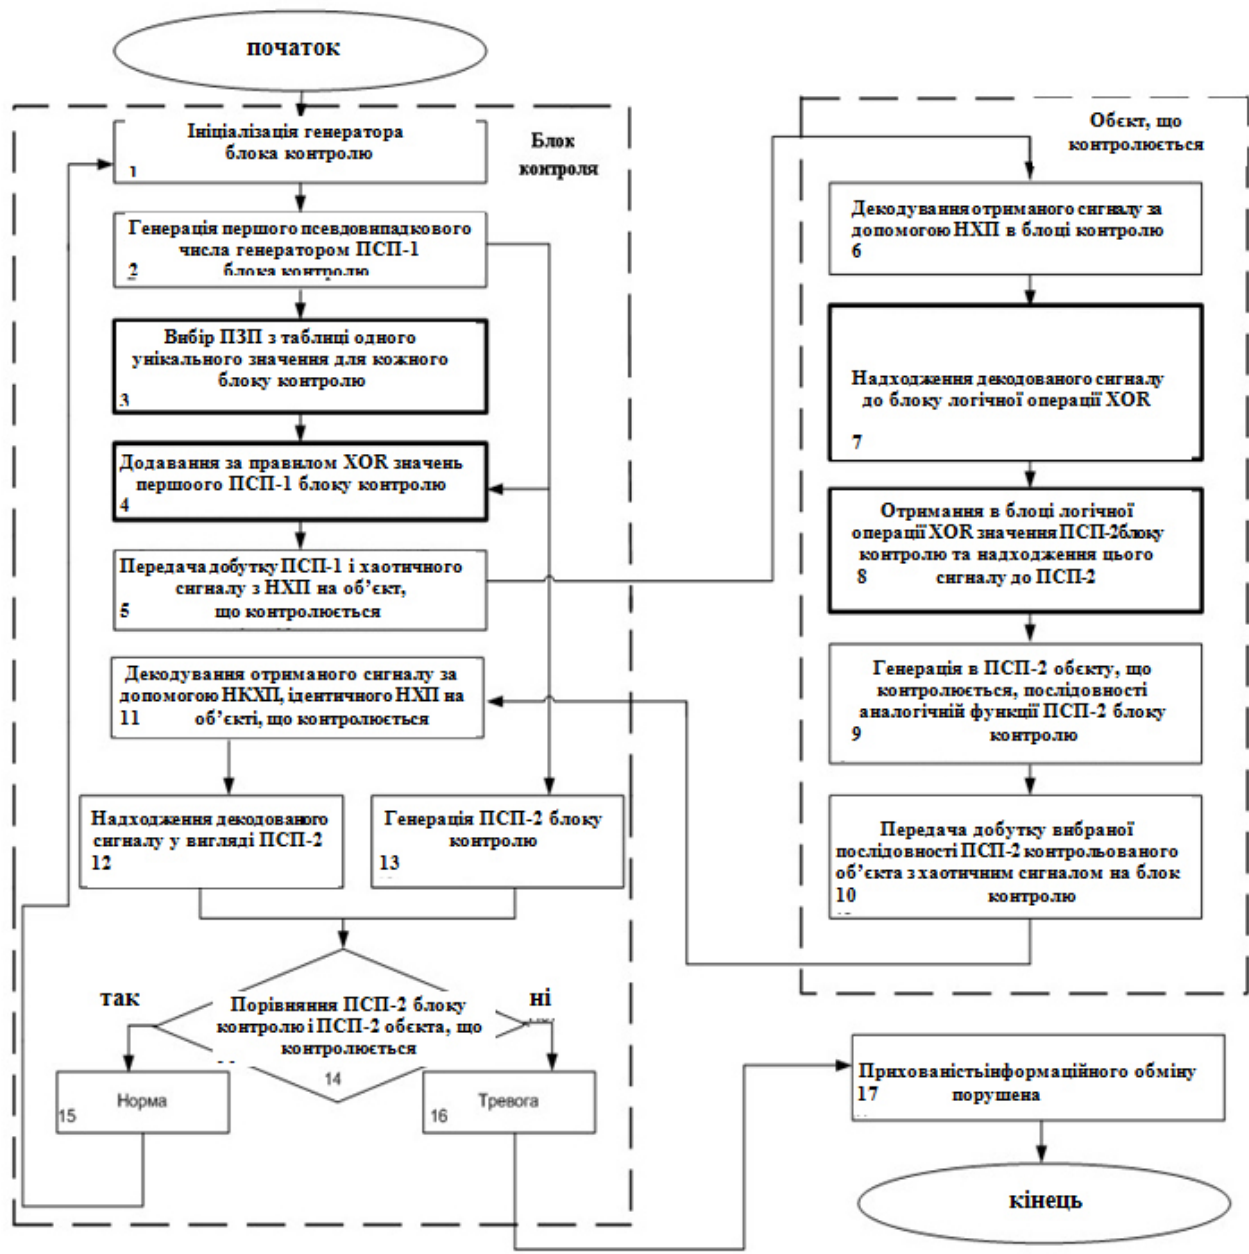 початок
Ініціалізація генератора
блока контролю
1
Блок
контроля
Генерація першого псевдовипадкового
числа генератором ПСП-1
2 блока контролю
Вибір ПЗП з таблиці одного
унікального значення для кожного
блоку контролю
3
Додавання за правилом XOR значень
першоого ПСП-1 блоку контролю
4
Передача добутку ПСП-1 і хаотичного
сигналу з НХП на об’єкт,
5 що контролюється
Декодування отриманого сигналу за
допомогою НКХП, ідентичного НХП на
11 об’єкті, що контролюється
Надходження декодованого
сигналу у вигляді ПСП-2
12
Генерація ПСП-2 блоку
контролю
13
так
ні
Порівняння ПСП-2 блоку
контролю і ПСП-2 обєкта, що
контролюється
14
Норма
15
Тревога
16
Обєкт, що
контролюється
Декодування отриманого сигналу за
допомогою НХП в блоці контролю
6
Надходження декодованого сигналу
до блоку логічної операції XOR
7
Отримання в блоці логічної
операції XOR значення ПСП-2блоку
контролю та надходження цього
8 сигналу до ПСП-2
Генерація в ПСП-2 обєкту, що
контролюється, послідовності
аналогічній функції ПСП-2 блоку
9 контролю
Передача добутку вибраної
послідовності ПСП-2 контрольованого
об’єкта з хаотичним сигналом на блок
10 контролю
Прихованістьінформаційного обміну
17 порушена
кінець